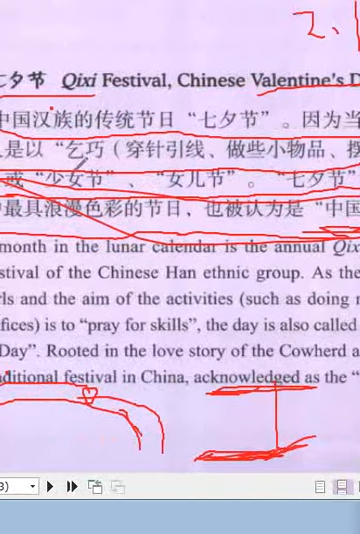 2.1
七夕节 Qixi Festival, Chinese Valentine's D
中国汉族的传统节日“七夕节”。因为当
是以“乞巧（穿针引线、做些小物品、摆
或“少女节”、“女儿节”。“七夕节”
中最具浪漫色彩的节日，也被认为是“中国
month in the lunar calendar is the annual Qix
stival of the Chinese Han ethnic group. As the
rls and the aim of the activities (such as doing n
fices) is to “pray for skills”, the day is also called
Day”. Rooted in the love story of the Cowherd a
aditional festival in China, acknowledged as the “
3)